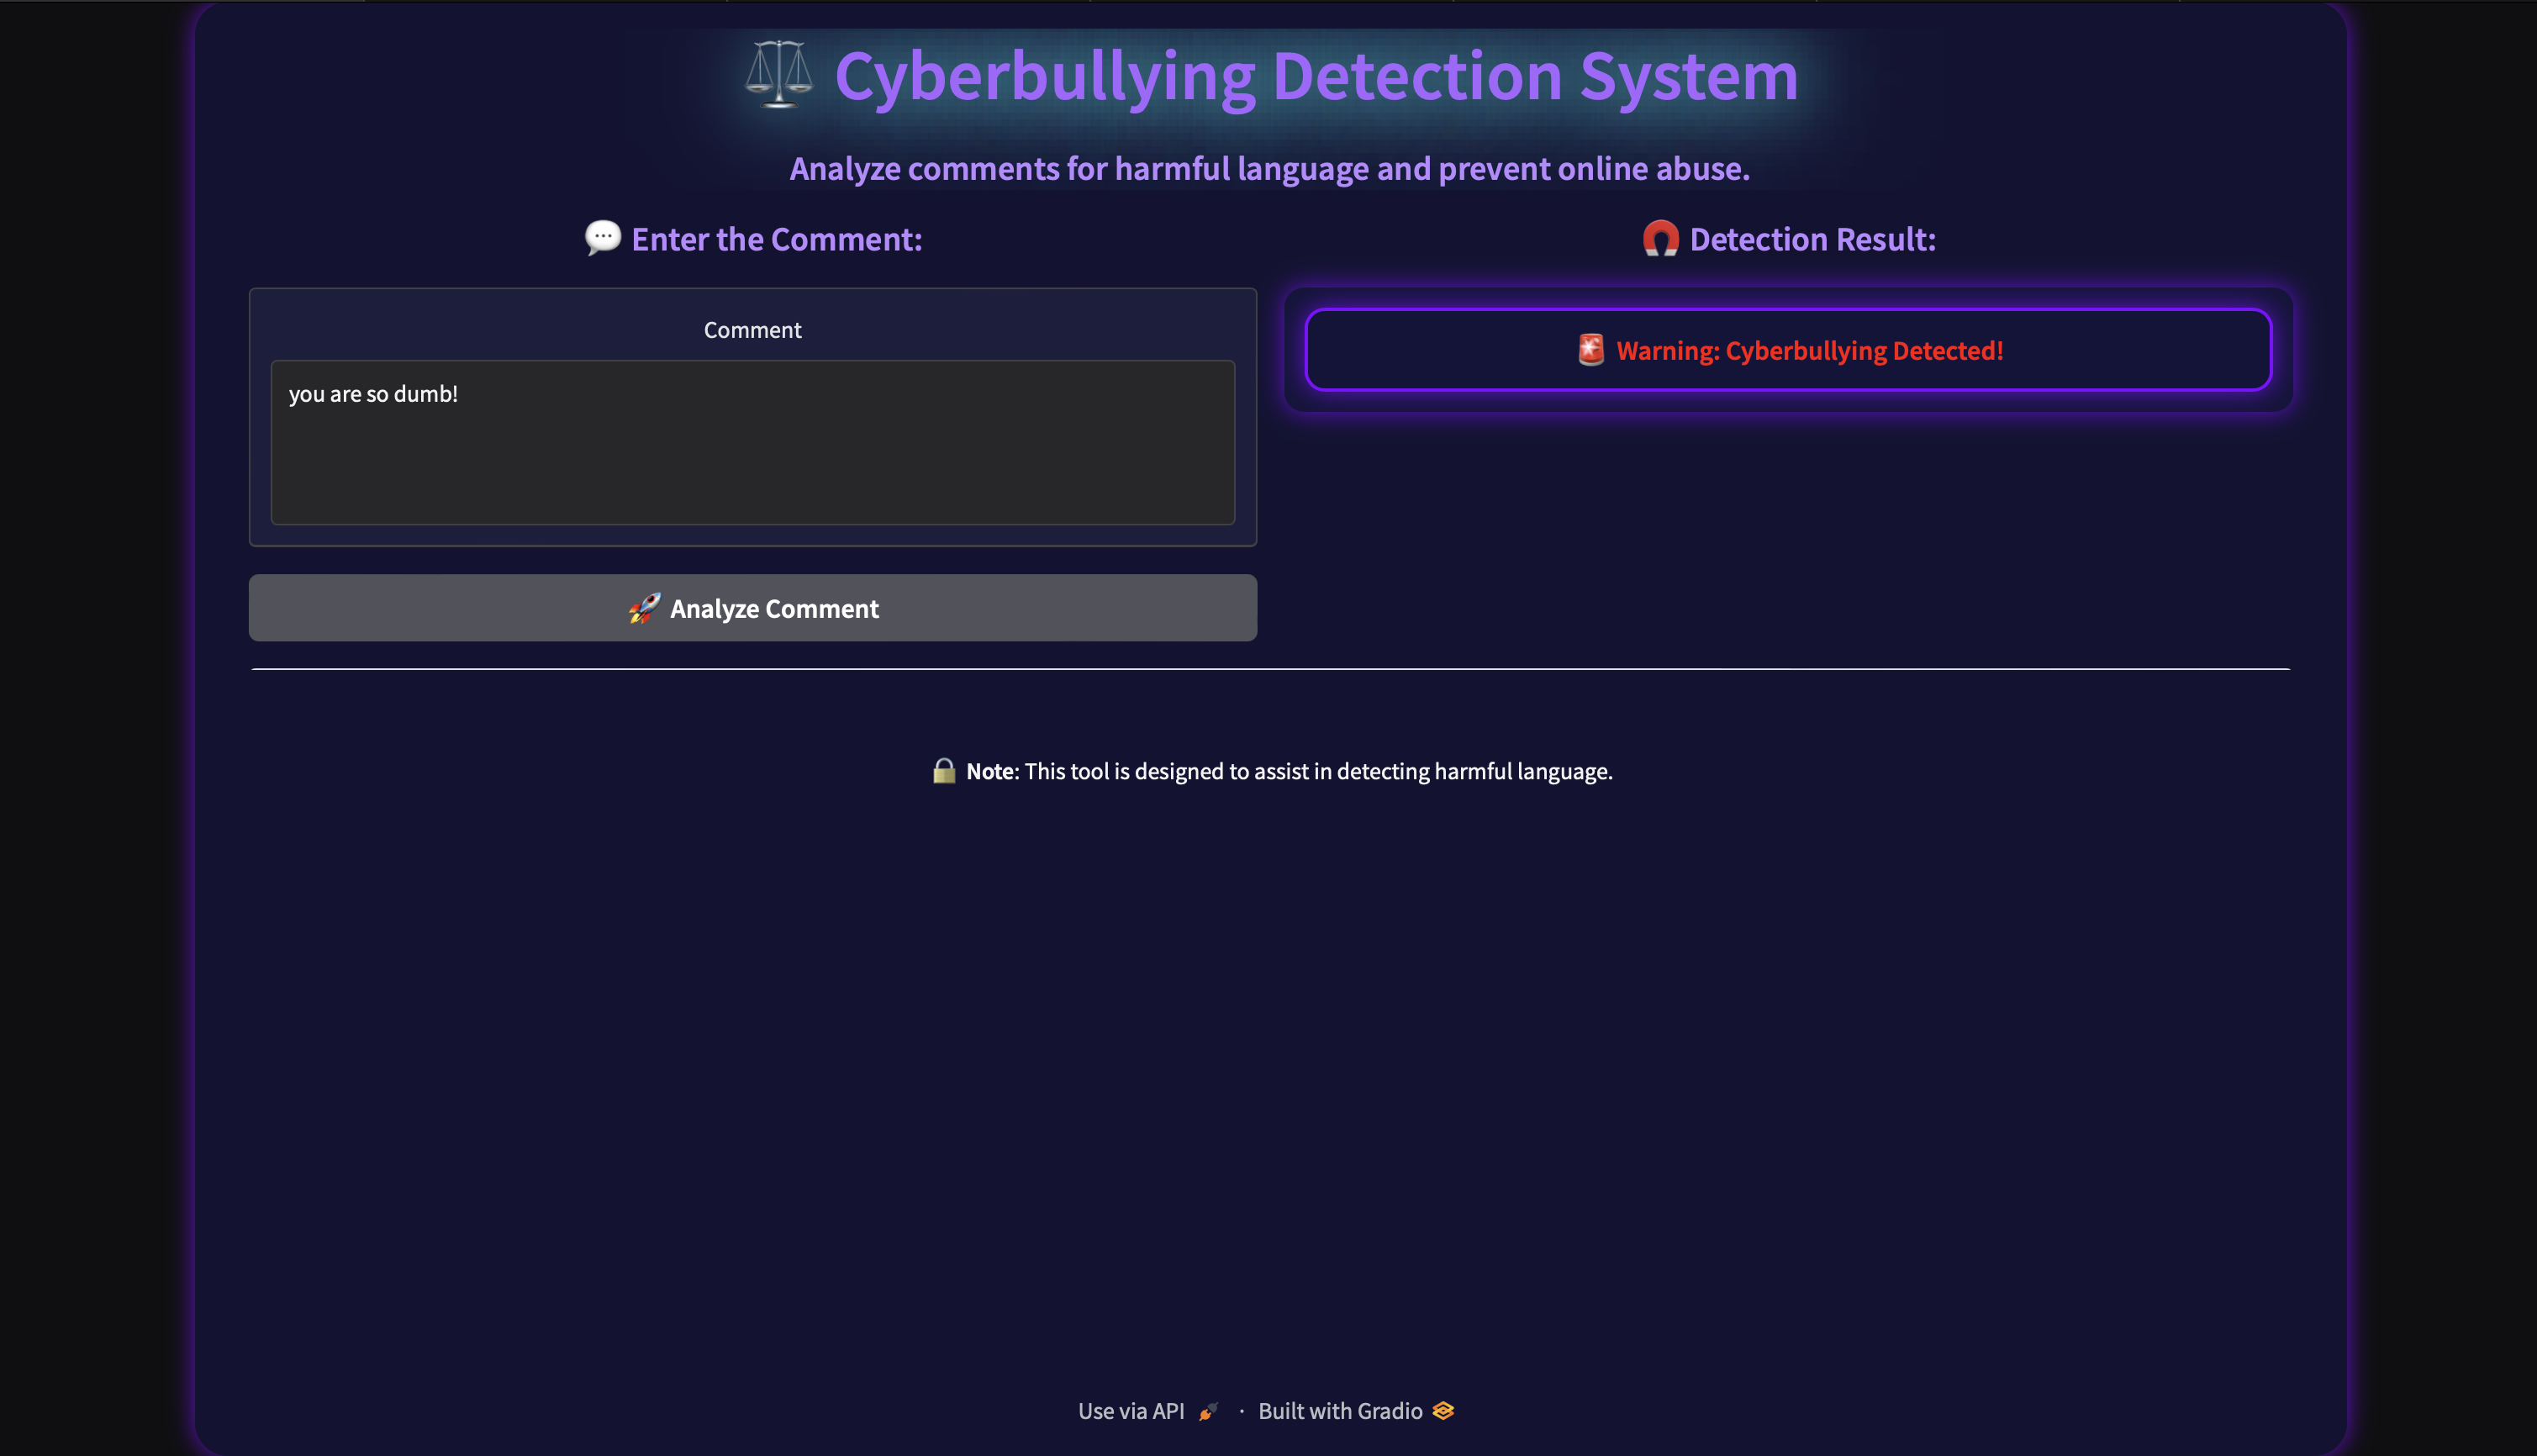 Cyberbullying Detection System
Analyze comments for harmful language and prevent online abuse.
Enter the Comment:
Comment
you are so dumb!
Analyze Comment
Detection Result:
Warning: Cyberbullying Detected!
Note: This tool is designed to assist in detecting harmful language.
Use via API · Built with Gradio